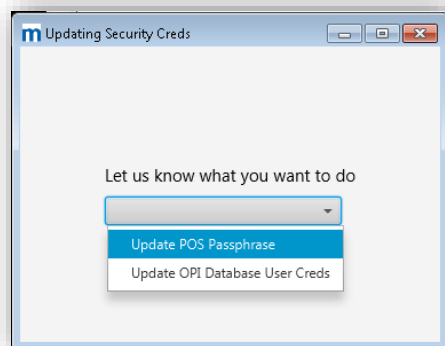 m Updating Security Creds
Let us know what you want to do
Update POS Passphrase
Update OPI Database User Creds